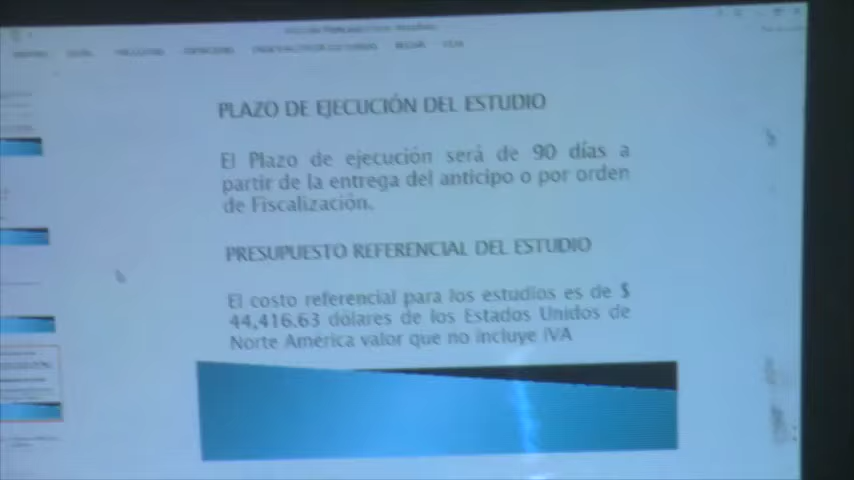 PLAZO DE EJECUCIÓN DEL ESTUDIO
El Plazo de ejecución será de 90 días a
partir de la entrega del anticipo o por orden
de Fiscalización.
PRESUPUESTO REFERENCIAL DEL ESTUDIO
El costo referencial para los estudios es de $
44,416.63 dólares de los Estados Unidos de
Norte América valor que no incluye IVA